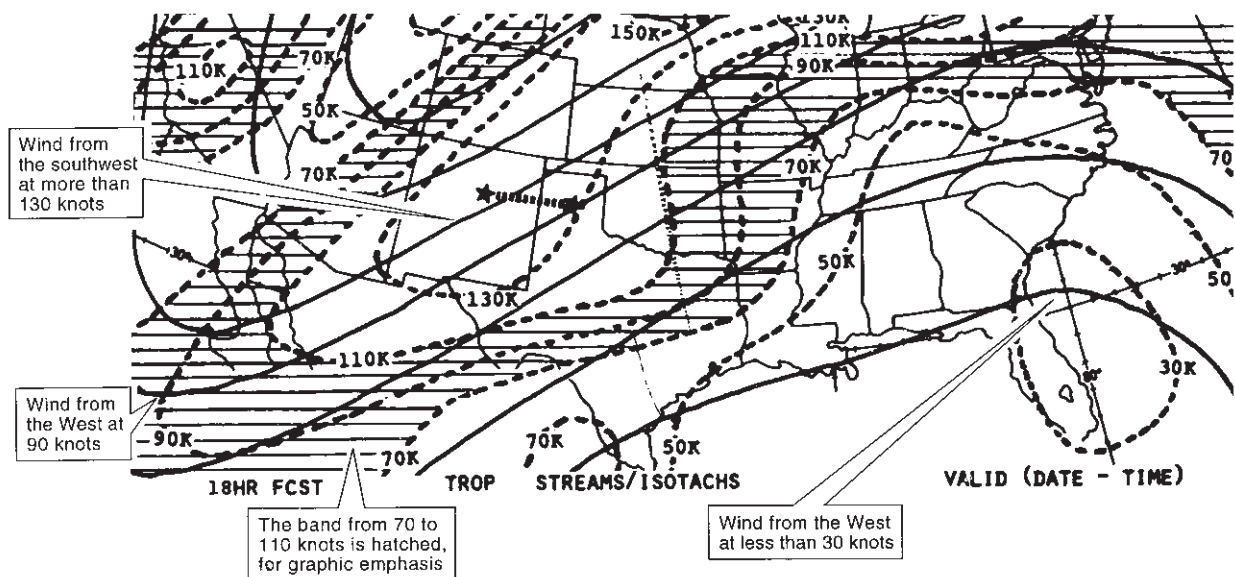 130K
150K
110K
70K
90K
110K
50K
70K
70K
70
Wind from
the southwest
at more than
130 knots
30°
50K
30°
50
130K
110K
30K
80°
Wind from
the West at
90 knots
90K
70K
70K
50K
18HR FCST TROP STREAMS/ISOTACHS VALID (DATE - TIME)
The band from 70 to
110 knots is hatched,
for graphic emphasis
Wind from the West
at less than 30 knots